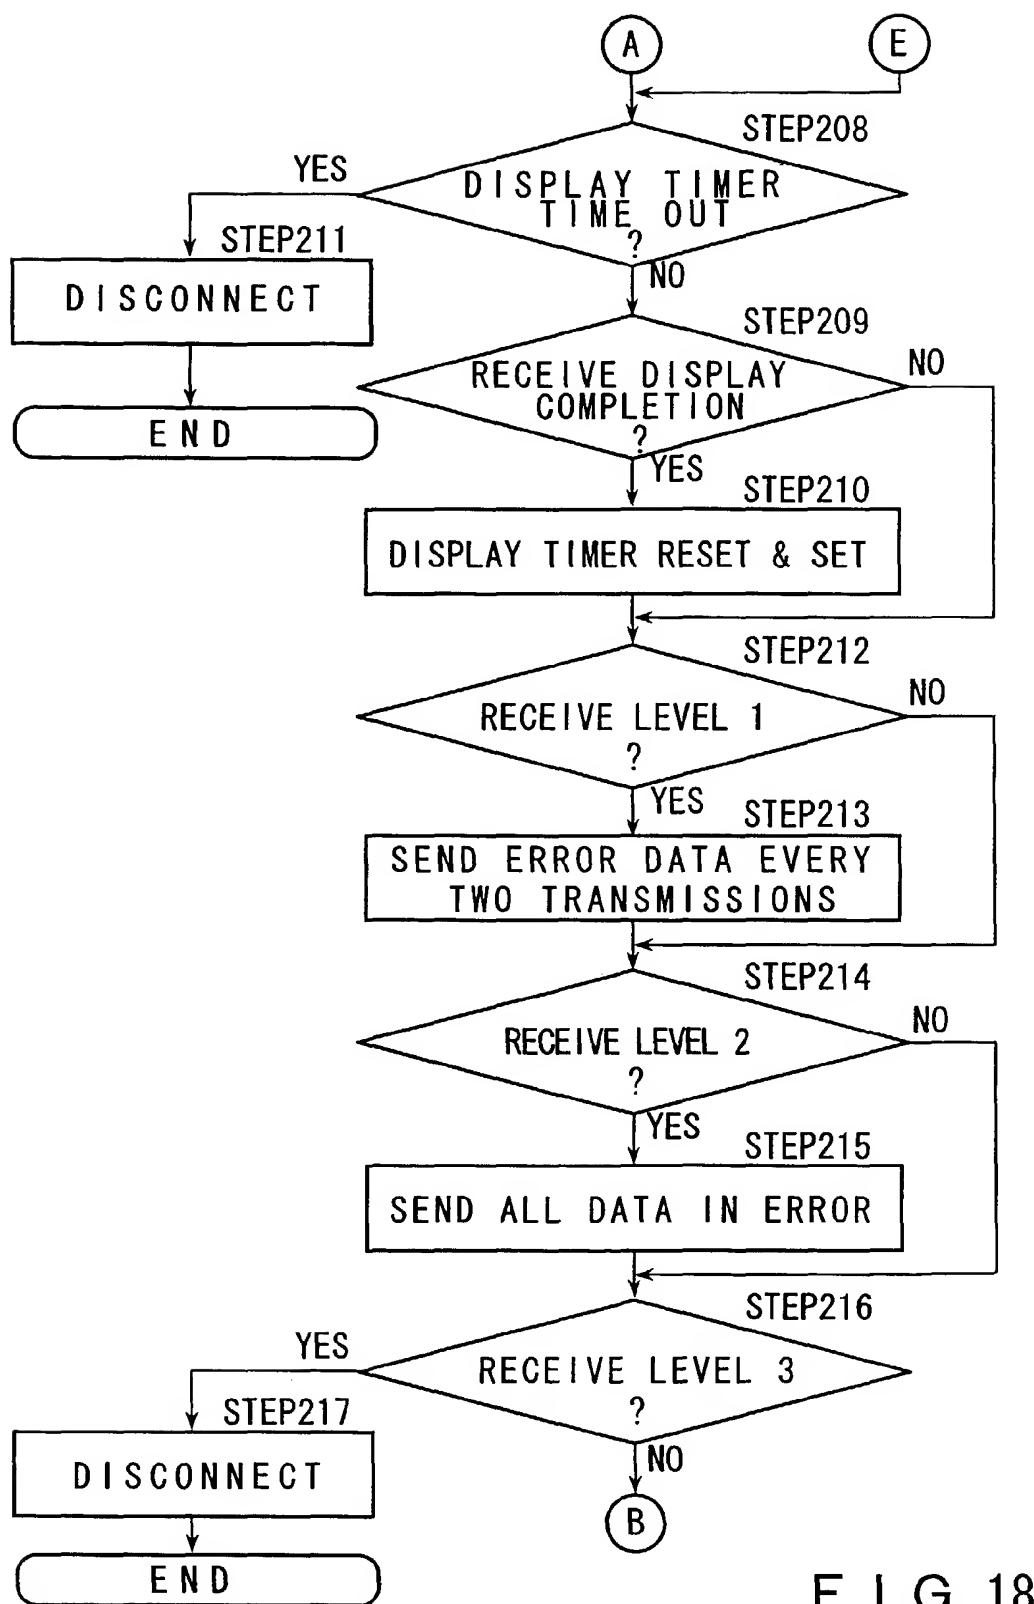 A
E
STEP208
YES
DISPLAY TIMER
TIME OUT
?
STEP211
NO
DISCONNECT
STEP209
NO
RECEIVE DISPLAY
COMPLETION
?
END
YES
STEP210
DISPLAY TIMER RESET & SET
STEP212
NO
RECEIVE LEVEL 1
?
YES
STEP213
SEND ERROR DATA EVERY
TWO TRANSMISSIONS
STEP214
NO
RECEIVE LEVEL 2
?
YES
STEP215
SEND ALL DATA IN ERROR
STEP216
YES
RECEIVE LEVEL 3
?
STEP217
NO
DISCONNECT
B
END
FIG. 18